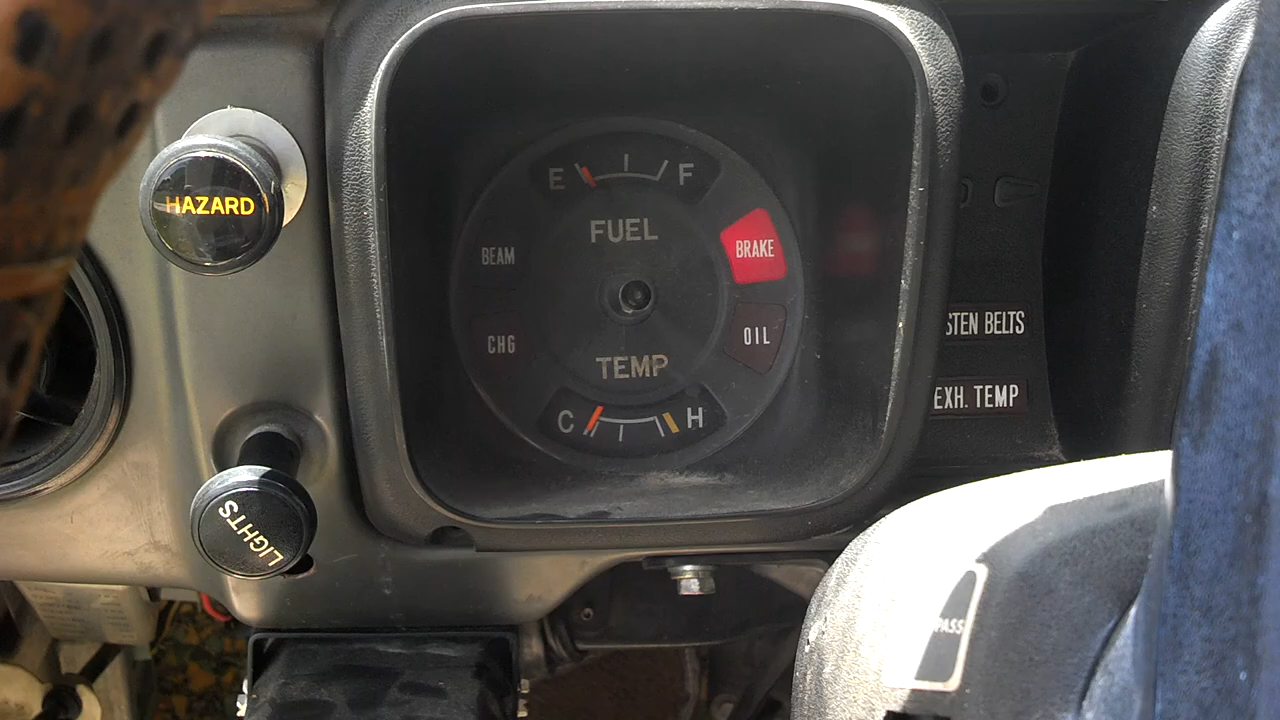 HAZARD
E F
FUEL
BEAM
BRAKE
CHG
OIL
TEMP
C H
STEN BELTS
EXH. TEMP
LIGHTS
PASS